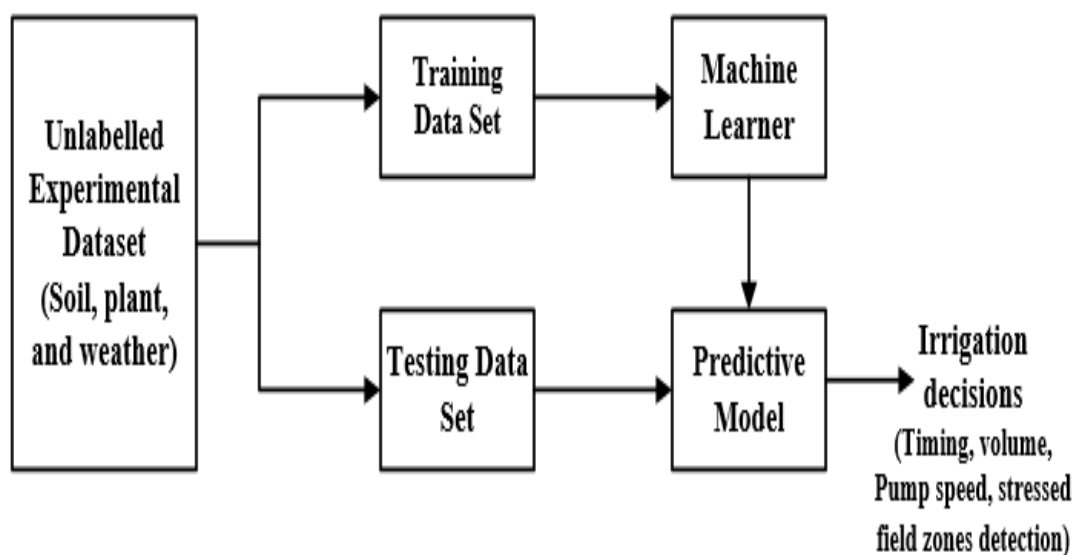 Unlabelled
Experimental
Dataset
(Soil, plant,
and weather)
Training
Data Set
Machine
Learner
Testing Data
Set
Predictive
Model
Irrigation
decisions
(Timing, volume,
Pump speed, stressed
field zones detection)